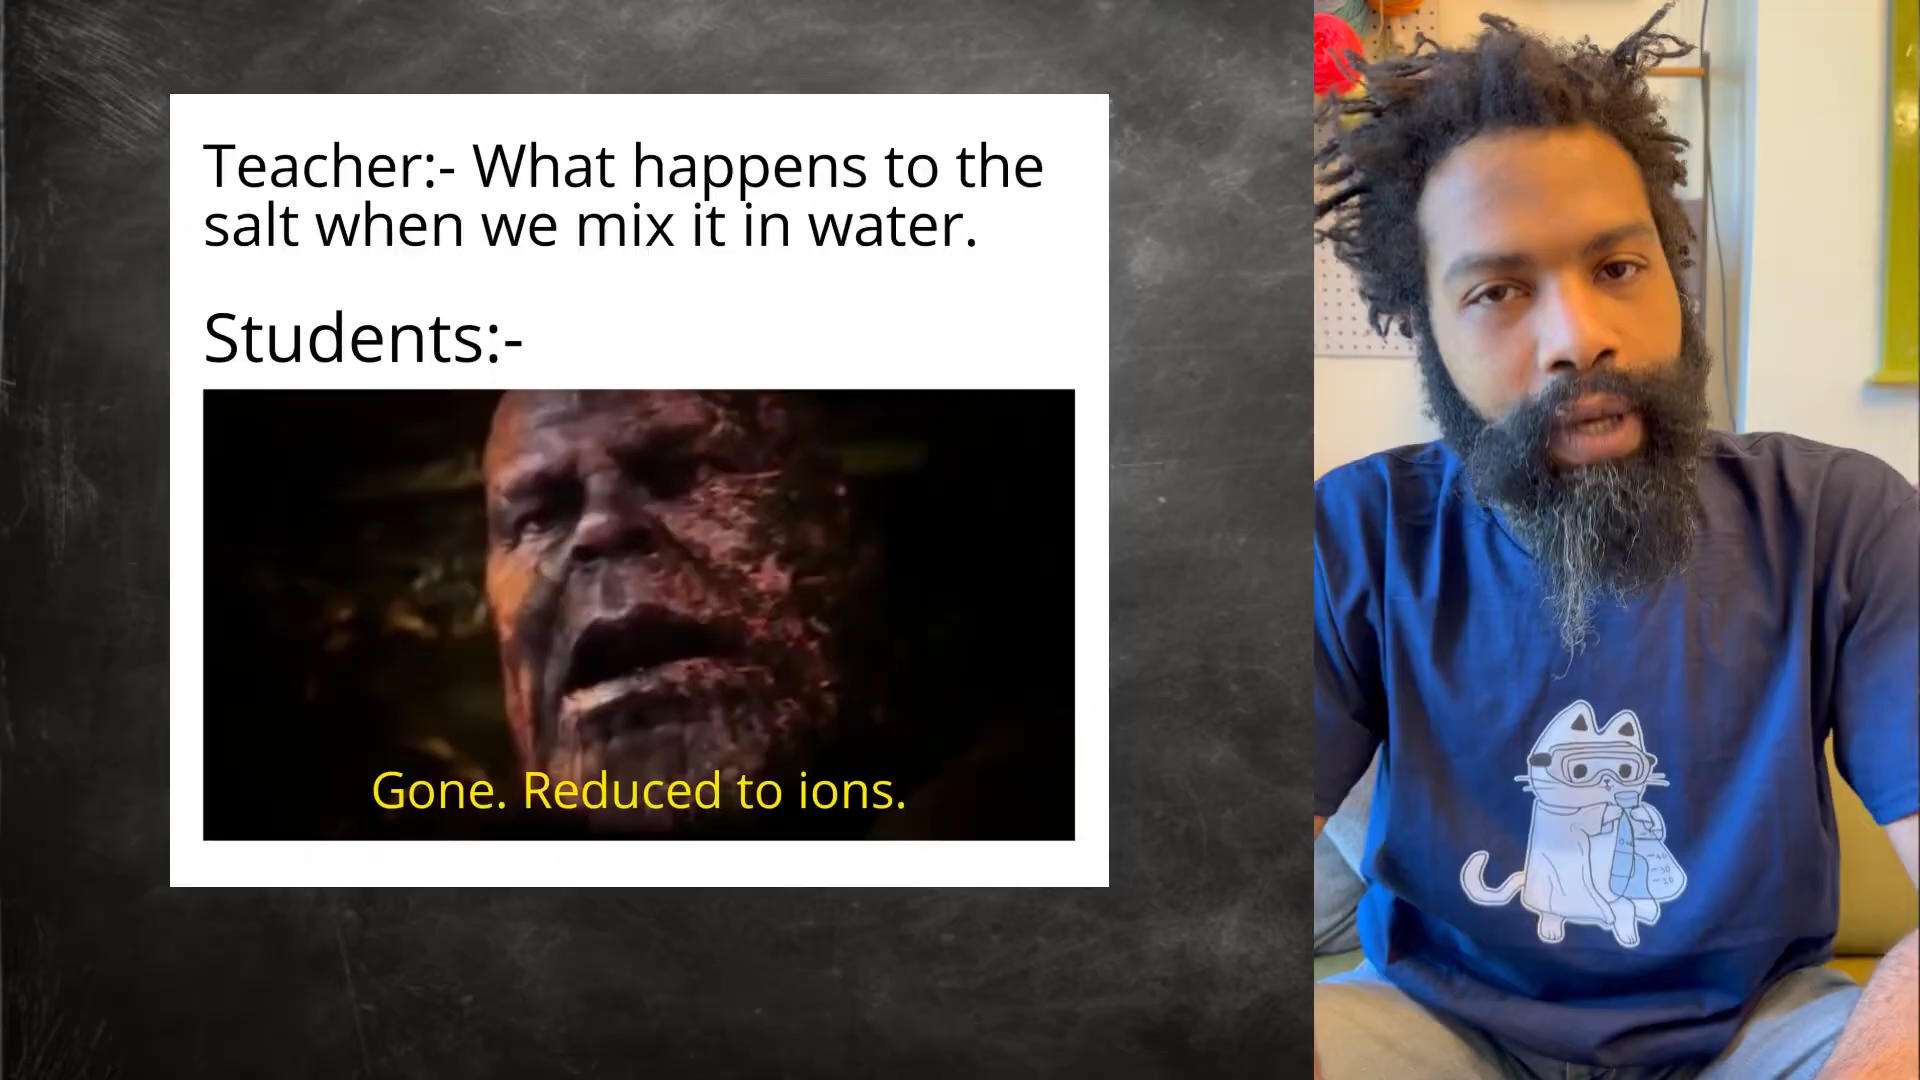 Teacher:- What happens to the
salt when we mix it in water.
Students:-
Gone. Reduced to ions.